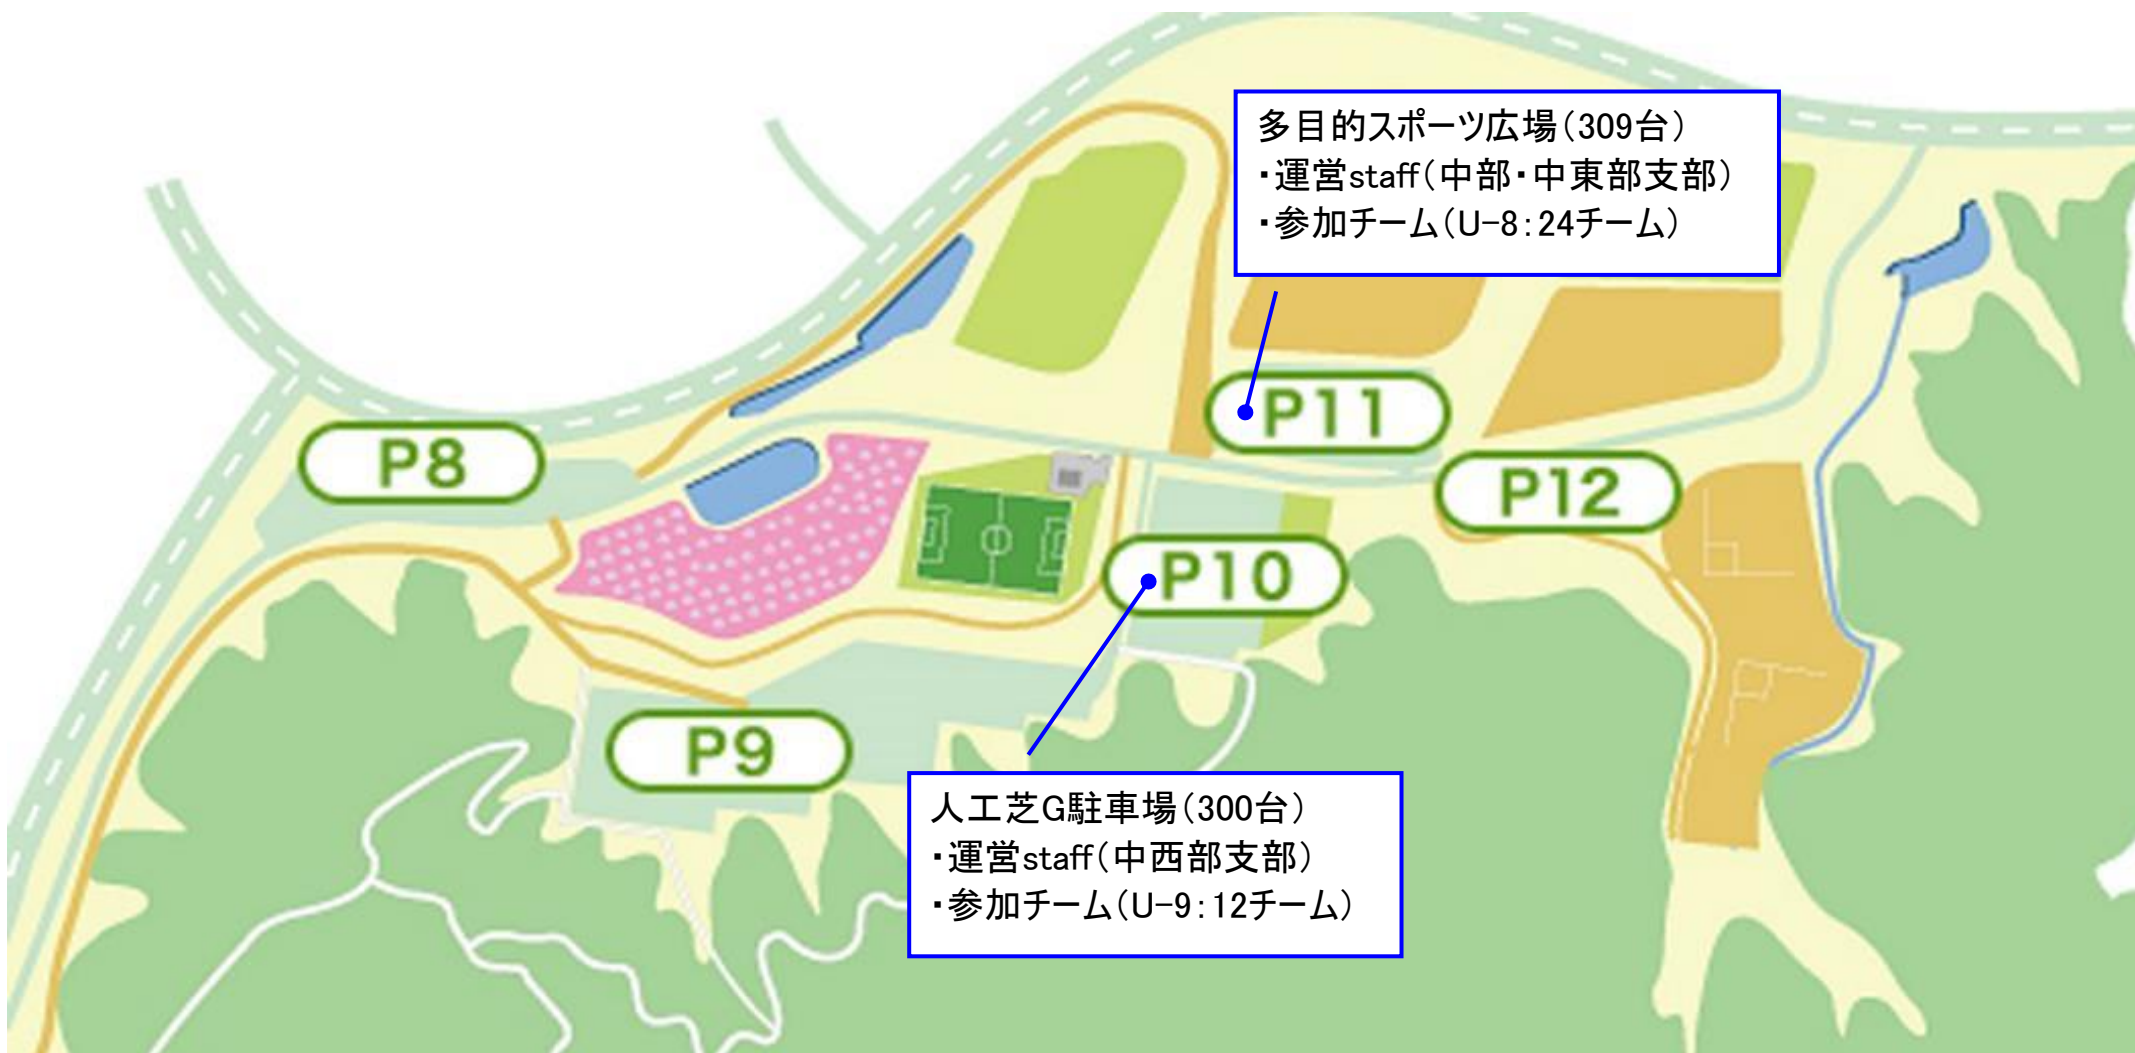 多目的スポーツ広場(309台)
・運営staff(中部・中東部支部)
・参加チーム(U-8:24チーム)
P11
P8
P12
P10
P9
人工芝G駐車場(300台)
・運営staff(中西部支部)
・参加チーム(U-9:12チーム)